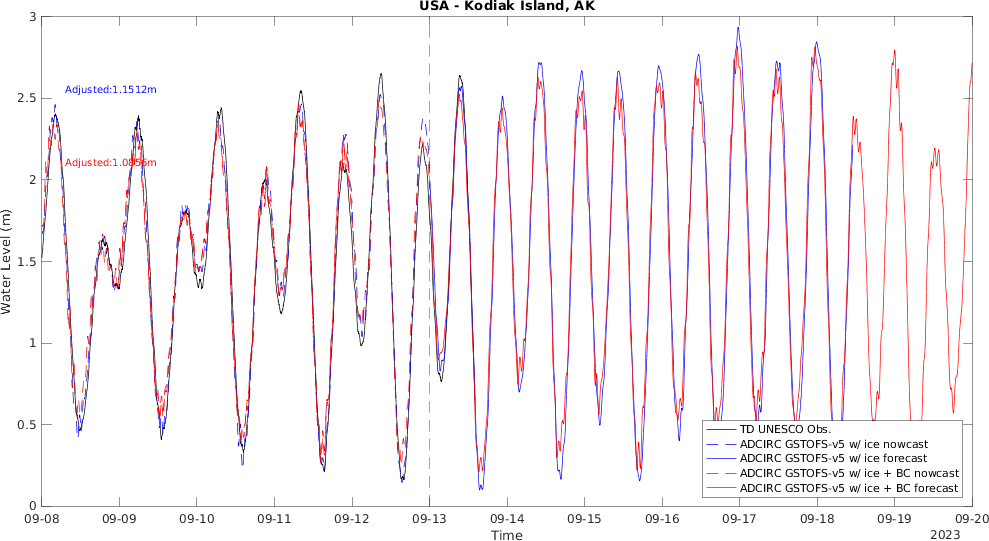 USA - Kodiak Island, AK
3
2.5
2
1.5
1
0.5
0
Water Level (m)
Adjusted:1.1512m
Adjusted:1.0856m
TD UNESCO Obs.
ADCIRC GSTOFS-v5 w/ ice nowcast
ADCIRC GSTOFS-v5 w/ ice forecast
ADCIRC GSTOFS-v5 w/ ice + BC nowcast
ADCIRC GSTOFS-v5 w/ ice + BC forecast
09-08 09-09 09-10 09-11 09-12 09-13 09-14 09-15 09-16 09-17 09-18 09-19 09-20
Time
2023